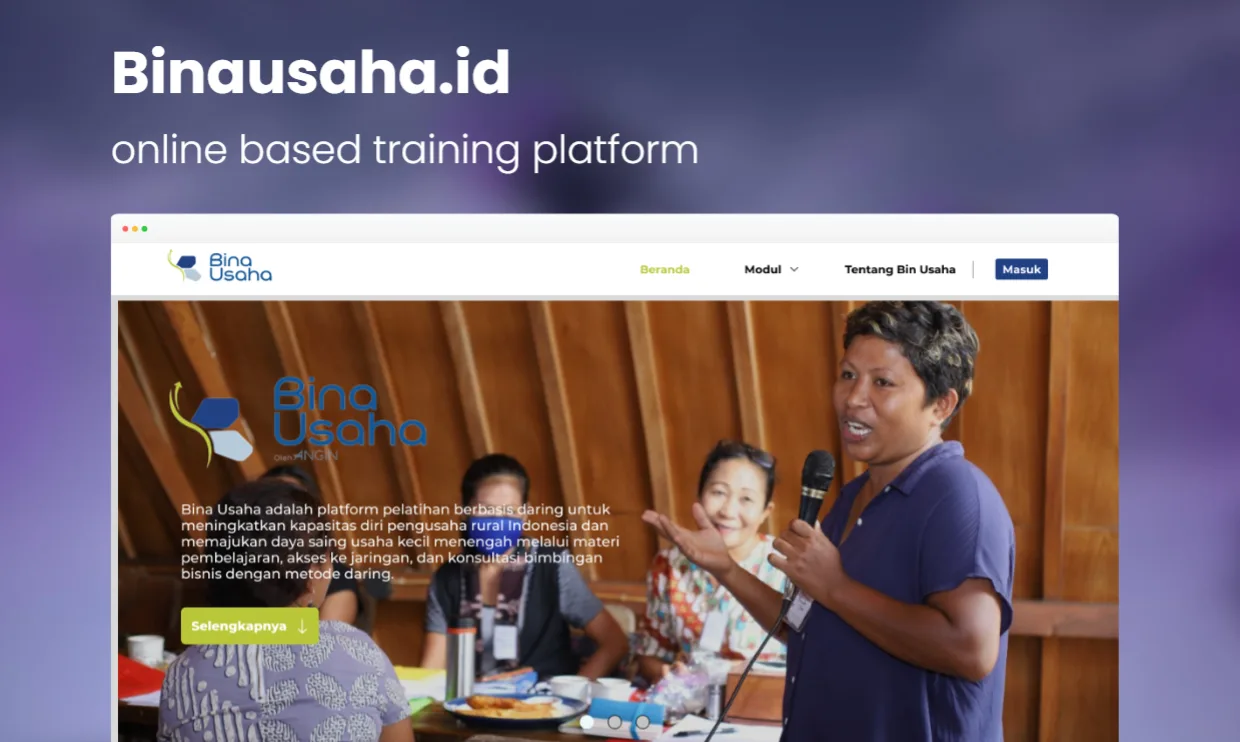 Binausaha.id
online based training platform
Bina
Usaha
Beranda
Modul
Tentang Bin Usaha
Masuk
Bina
Usaha
Oleh ANGIN
Bina Usaha adalah platform pelatihan berbasis daring untuk
meningkatkan kapasitas diri pengusaha rural Indonesia dan
memajukan daya saing usaha kecil menengah melalui materi
pembelajaran, akses ke jaringan, dan konsultasi bimbingan
bisnis dengan metode daring.
Selengkapnya